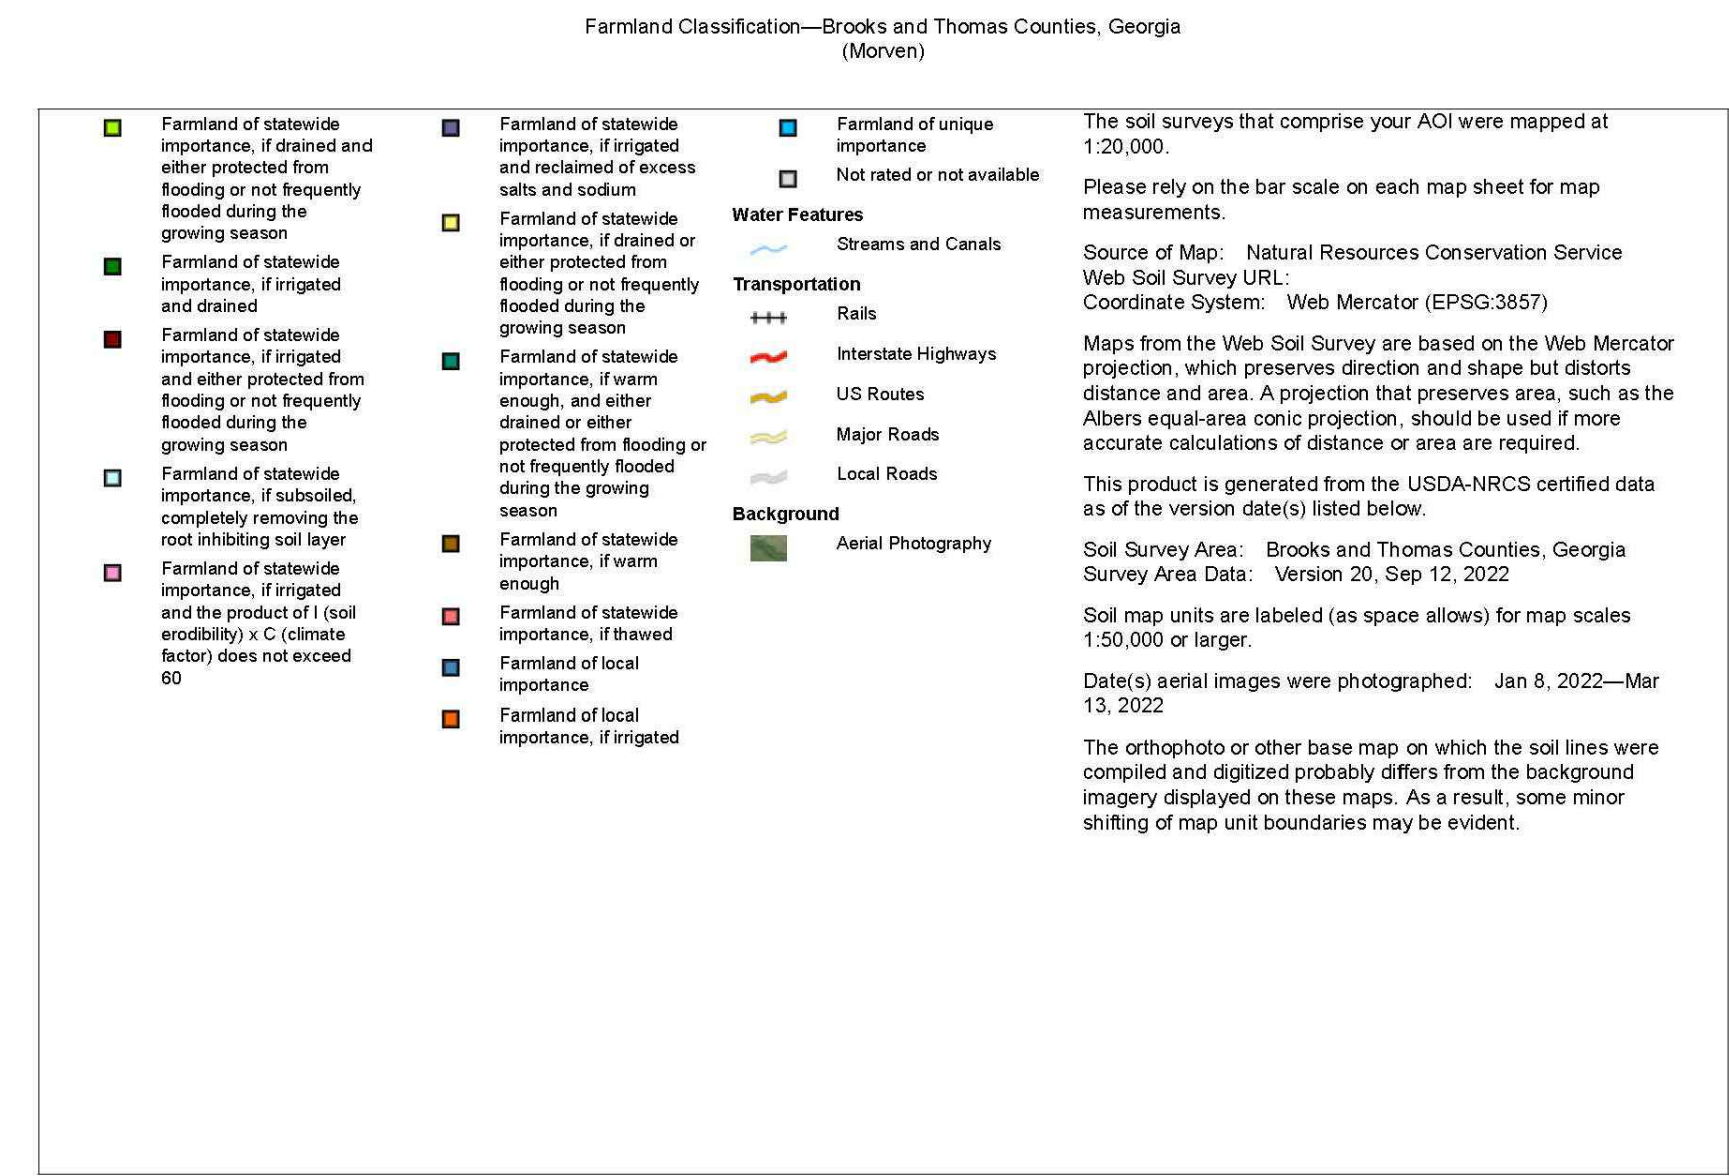 Farmland Classification—Brooks and Thomas Counties, Georgia
(Morven)
Farmland of statewide
importance, if drained and
either protected from
flooding or not frequently
flooded during the
growing season
Farmland of statewide
importance, if irrigated
and drained
Farmland of statewide
importance, if irrigated
and either protected from
flooding or not frequently
flooded during the
growing season
Farmland of statewide
importance, if subsoiled,
completely removing the
root inhibiting soil layer
Farmland of statewide
importance, if irrigated
and the product of I (soil
erodibility) x C (climate
factor) does not exceed
60
Farmland of statewide
importance, if irrigated
and reclaimed of excess
salts and sodium
Farmland of statewide
importance, if drained or
either protected from
flooding or not frequently
flooded during the
growing season
Farmland of statewide
importance, if warm
enough, and either
drained or either
protected from flooding or
not frequently flooded
during the growing
season
Farmland of statewide
importance, if warm
enough
Farmland of statewide
importance, if thawed
Farmland of local
importance
Farmland of local
importance, if irrigated
Farmland of unique
importance
Not rated or not available
Water Features
Streams and Canals
Transportation
Rails
Interstate Highways
US Routes
Major Roads
Local Roads
Background
Aerial Photography
The soil surveys that comprise your AOI were mapped at
1:20,000.
Please rely on the bar scale on each map sheet for map
measurements.
Source of Map: Natural Resources Conservation Service
Web Soil Survey URL:
Coordinate System: Web Mercator (EPSG:3857)
Maps from the Web Soil Survey are based on the Web Mercator
projection, which preserves direction and shape but distorts
distance and area. A projection that preserves area, such as the
Albers equal-area conic projection, should be used if more
accurate calculations of distance or area are required.
This product is generated from the USDA-NRCS certified data
as of the version date(s) listed below.
Soil Survey Area: Brooks and Thomas Counties, Georgia
Survey Area Data: Version 20, Sep 12, 2022
Soil map units are labeled (as space allows) for map scales
1:50,000 or larger.
Date(s) aerial images were photographed: Jan 8, 2022—Mar
13, 2022
The orthophoto or other base map on which the soil lines were
compiled and digitized probably differs from the background
imagery displayed on these maps. As a result, some minor
shifting of map unit boundaries may be evident.